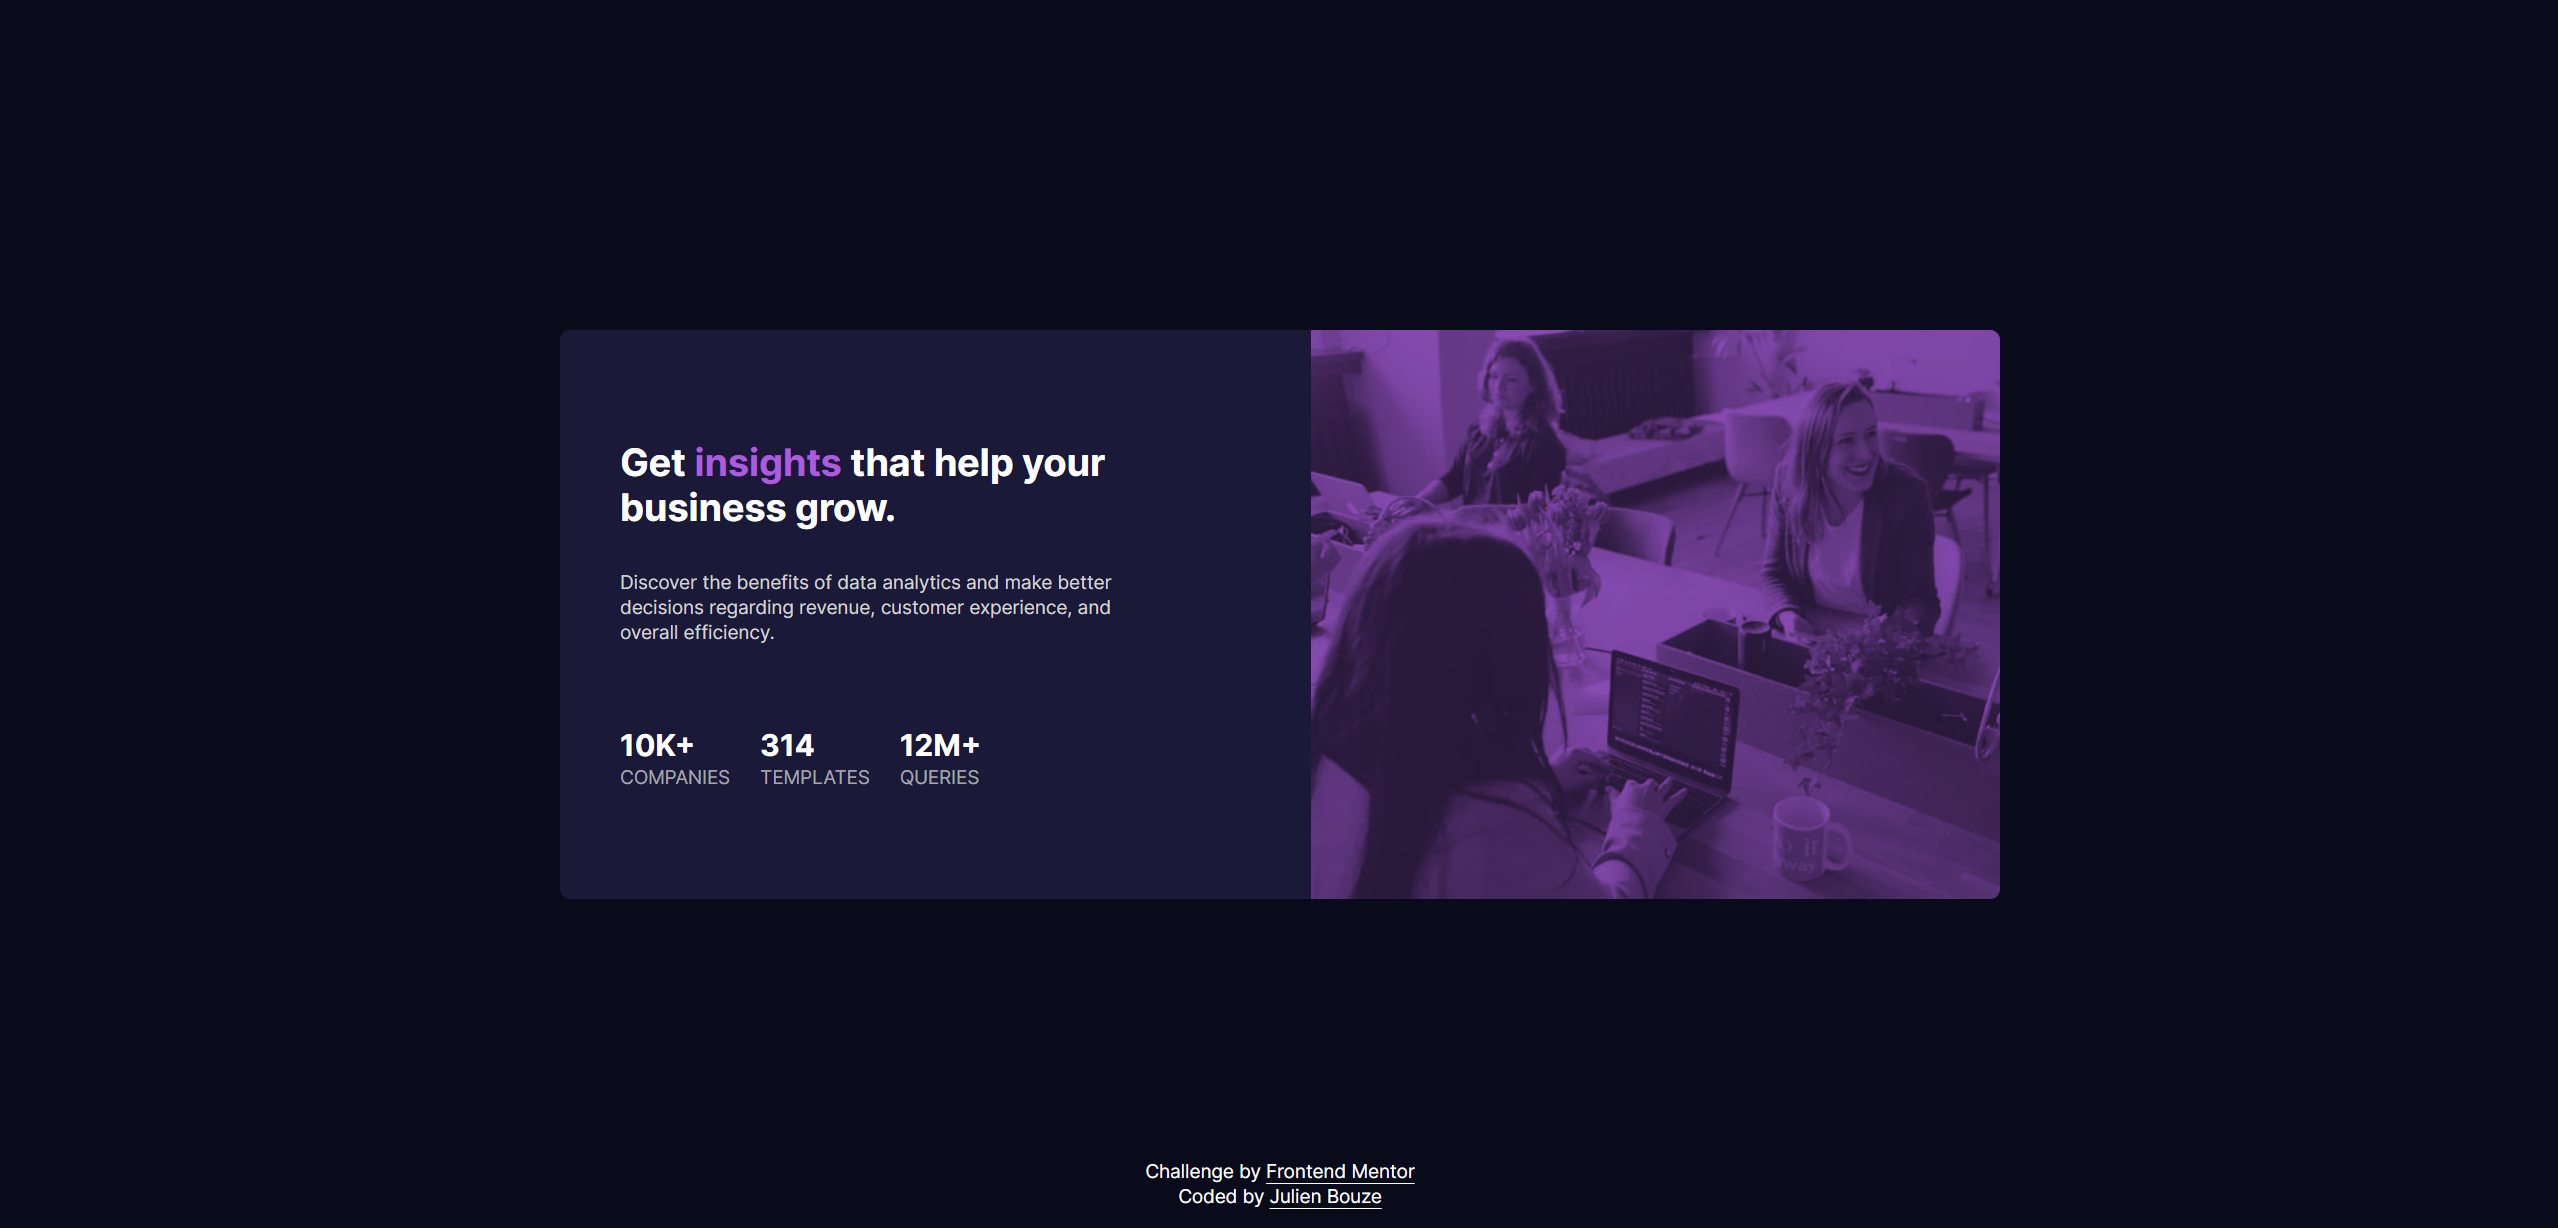 Get insights that help your
business grow.
Discover the benefits of data analytics and make better
decisions regarding revenue, customer experience, and
overall efficiency.
10K+ 314 12M+
COMPANIES TEMPLATES QUERIES
Challenge by Frontend Mentor
Coded by Julien Bouze